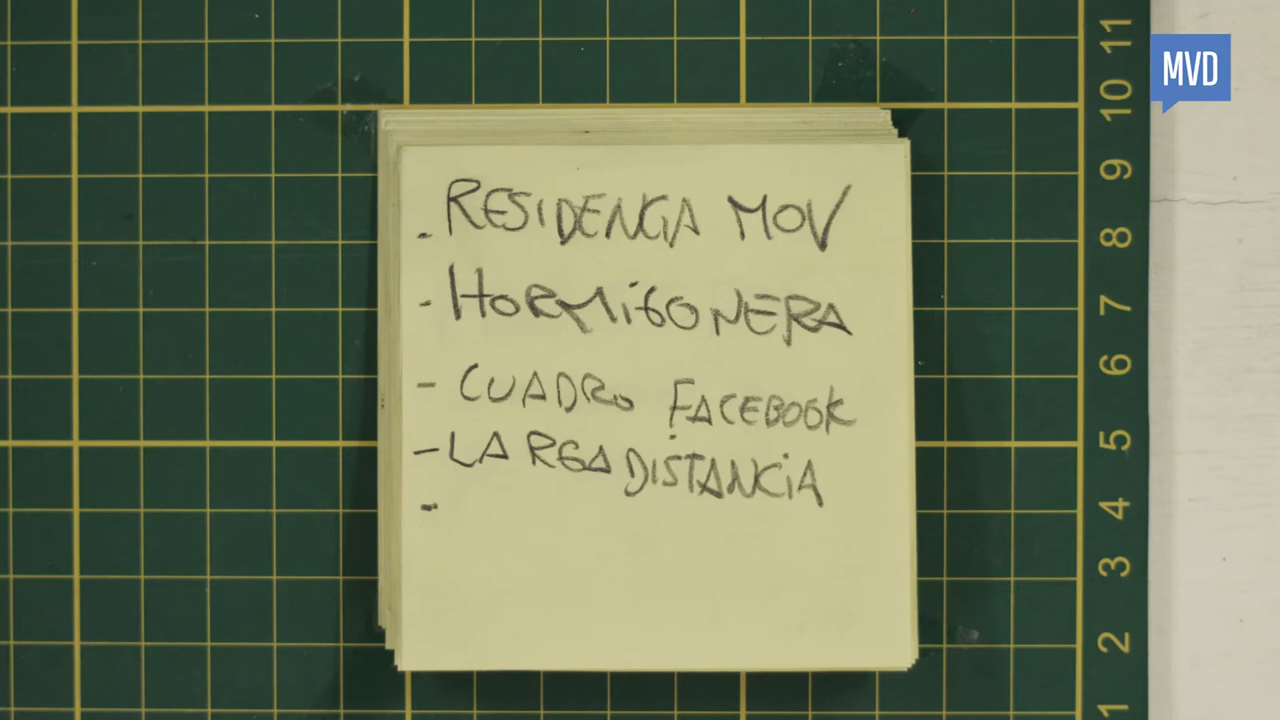 MVD
. RESIDENCIA MOV
- HORMiGONERA
- CUADRO FACEBOOK
- LARGA DiSTANCiA
-
11
10
9
8
7
6
5
4
3
2
1